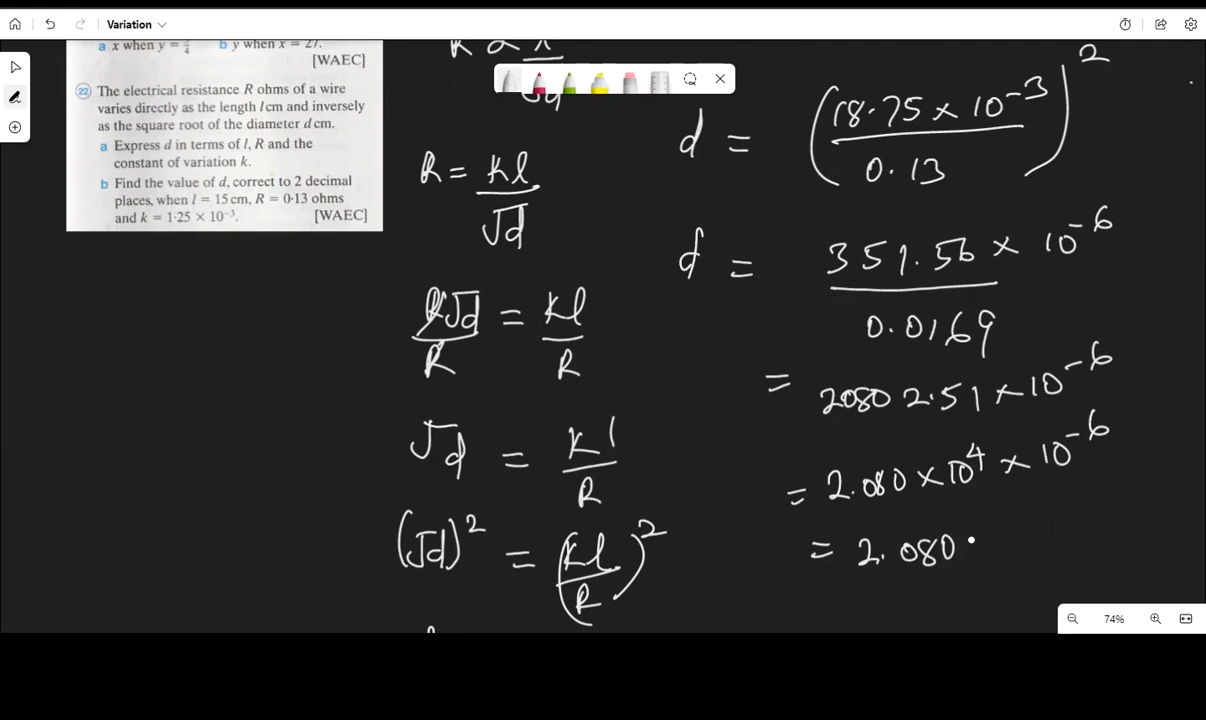 Variation
a x when y = 3/4 b y when x = 27.
[WAEC]
22 The electrical resistance R ohms of a wire
varies directly as the length l cm and inversely
as the square root of the diameter d cm.
a Express d in terms of l, R and the
constant of variation k.
b Find the value of d, correct to 2 decimal
places, when l = 15 cm, R = 0·13 ohms
and k = 1·25 × 10⁻³. [WAEC]
R = Kl/√d
R√d/R = Kl/R
√d = Kl/R
(√d)² = (Kl/R)²
d = (18.75 × 10⁻³/0.13)²
d = 351.56 × 10⁻⁶/0.0169
= 20802.51 × 10⁻⁶
= 2.080 × 10⁴ × 10⁻⁶
= 2.080
74%